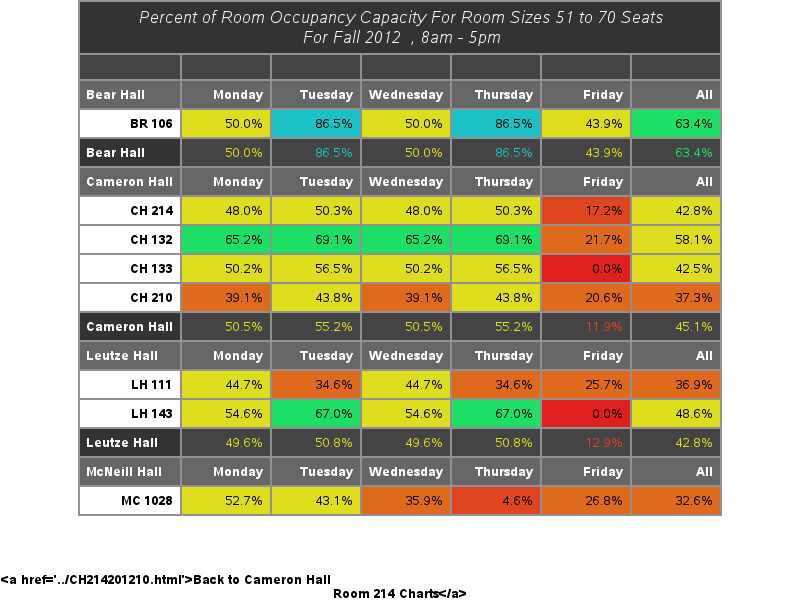 Percent of Room Occupancy Capacity For Room Sizes 51 to 70 Seats
For Fall 2012 , 8am - 5pm
Bear Hall Monday Tuesday Wednesday Thursday Friday All
BR 106 50.0% 86.5% 50.0% 86.5% 43.9% 63.4%
Bear Hall 50.0% 86.5% 50.0% 86.5% 43.9% 63.4%
Cameron Hall Monday Tuesday Wednesday Thursday Friday All
CH 214 48.0% 50.3% 48.0% 50.3% 17.2% 42.8%
CH 132 65.2% 69.1% 65.2% 69.1% 21.7% 58.1%
CH 133 50.2% 56.5% 50.2% 56.5% 0.0% 42.5%
CH 210 39.1% 43.8% 39.1% 43.8% 20.6% 37.3%
Cameron Hall 50.5% 55.2% 50.5% 55.2% 11.9% 45.1%
Leutze Hall Monday Tuesday Wednesday Thursday Friday All
LH 111 44.7% 34.6% 44.7% 34.6% 25.7% 36.9%
LH 143 54.6% 67.0% 54.6% 67.0% 0.0% 48.6%
Leutze Hall 49.6% 50.8% 49.6% 50.8% 12.9% 42.8%
McNeill Hall Monday Tuesday Wednesday Thursday Friday All
MC 1028 52.7% 43.1% 35.9% 4.6% 26.8% 32.6%
<a href='../CH214201210.html'>Back to Cameron Hall
Room 214 Charts</a>